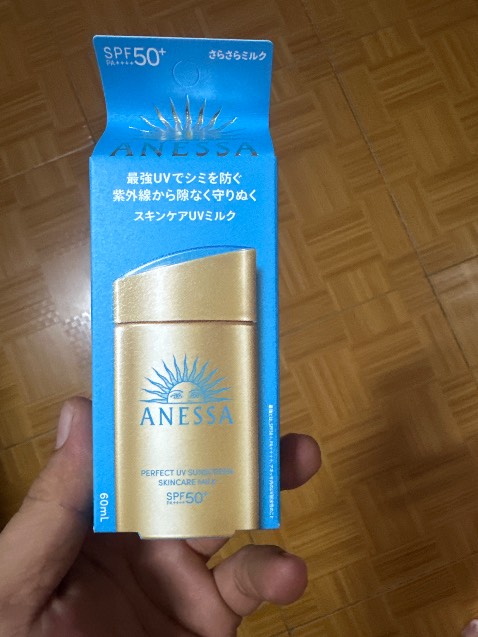 SPF50+
PA++++
さらさらミルク
ANESSA
最強UVでシミを防ぐ
紫外線から隙なく守りぬく
スキンケアUVミルク
ANESSA
PERFECT UV SUNSCREEN
SKINCARE MILK
SPF50+
PA++++
60mL